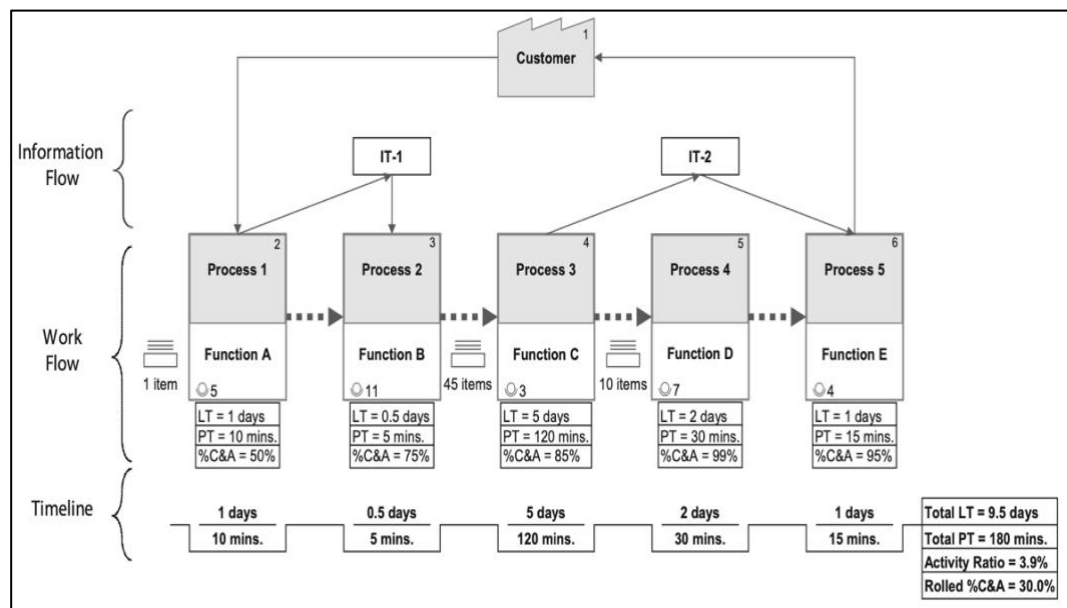 1
Customer
Information
Flow
IT-1
IT-2
2
Process 1
3
Process 2
4
Process 3
5
Process 4
6
Process 5
Work
Flow
1 item
Function A
5
Function B
11
45 items
Function C
3
10 items
Function D
7
Function E
4
LT = 1 days
PT = 10 mins.
%C&A = 50%
LT = 0.5 days
PT = 5 mins.
%C&A = 75%
LT = 5 days
PT = 120 mins.
%C&A = 85%
LT = 2 days
PT = 30 mins.
%C&A = 99%
LT = 1 days
PT = 15 mins.
%C&A = 95%
Timeline
1 days
10 mins.
0.5 days
5 mins.
5 days
120 mins.
2 days
30 mins.
1 days
15 mins.
Total LT = 9.5 days
Total PT = 180 mins.
Activity Ratio = 3.9%
Rolled %C&A = 30.0%